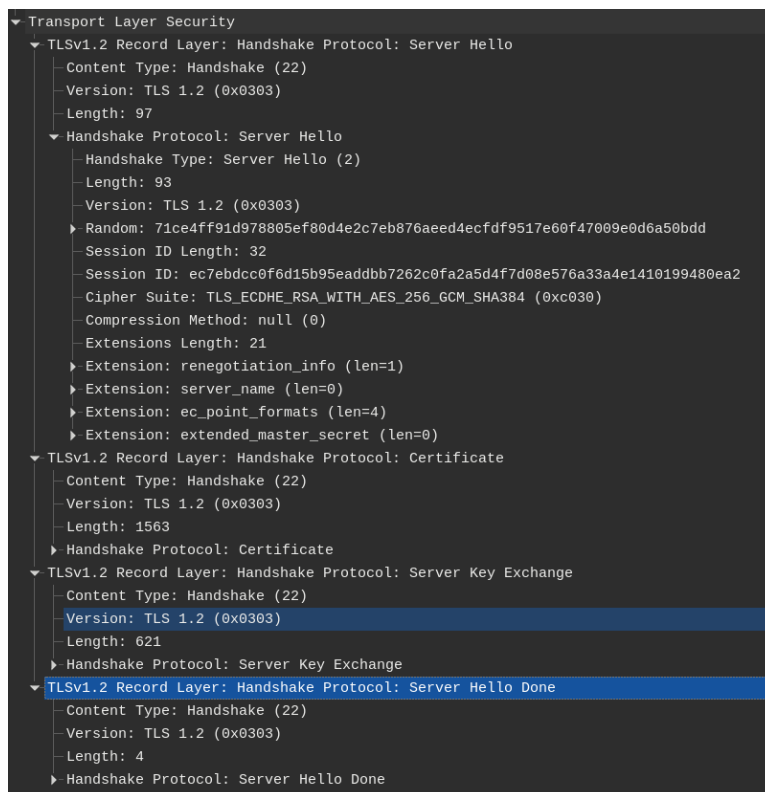 Transport Layer Security
TLSv1.2 Record Layer: Handshake Protocol: Server Hello
Content Type: Handshake (22)
Version: TLS 1.2 (0x0303)
Length: 97
Handshake Protocol: Server Hello
Handshake Type: Server Hello (2)
Length: 93
Version: TLS 1.2 (0x0303)
Random: 71ce4ff91d978805ef80d4e2c7eb876aeed4ecfdf9517e60f47009e0d6a50bdd
Session ID Length: 32
Session ID: ec7ebdcc0f6d15b95eaddbb7262c0fa2a5d4f7d08e576a33a4e1410199480ea2
Cipher Suite: TLS_ECDHE_RSA_WITH_AES_256_GCM_SHA384 (0xc030)
Compression Method: null (0)
Extensions Length: 21
Extension: renegotiation_info (len=1)
Extension: server_name (len=0)
Extension: ec_point_formats (len=4)
Extension: extended_master_secret (len=0)
TLSv1.2 Record Layer: Handshake Protocol: Certificate
Content Type: Handshake (22)
Version: TLS 1.2 (0x0303)
Length: 1563
Handshake Protocol: Certificate
TLSv1.2 Record Layer: Handshake Protocol: Server Key Exchange
Content Type: Handshake (22)
Version: TLS 1.2 (0x0303)
Length: 621
Handshake Protocol: Server Key Exchange
TLSv1.2 Record Layer: Handshake Protocol: Server Hello Done
Content Type: Handshake (22)
Version: TLS 1.2 (0x0303)
Length: 4
Handshake Protocol: Server Hello Done